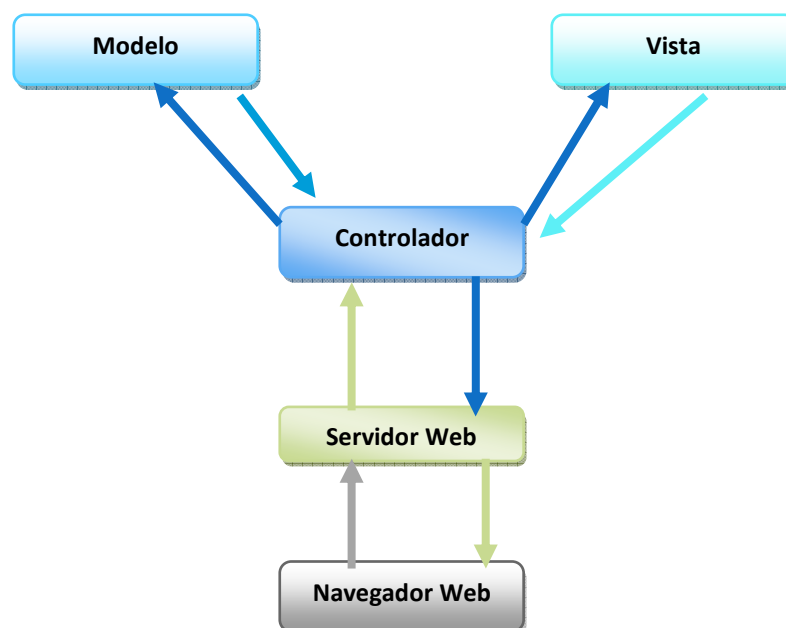 Modelo
Vista
Controlador
Servidor Web
Navegador Web